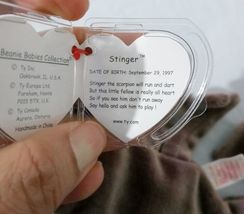 Beanie Babies Collection
© Ty Inc.
Oakbrook, IL U.S.A.
© Ty Europe Ltd.
Fareham, Hants
PO15 5TX, U.K.
© Ty Canada
Aurora, Ontario
Handmade in China
Stinger™
DATE OF BIRTH: September 29, 1997
Stinger the scorpion will run and dart
But this little fellow is really all heart
So if you see him don't run away
Say hello and ask him to play !
www.ty.com